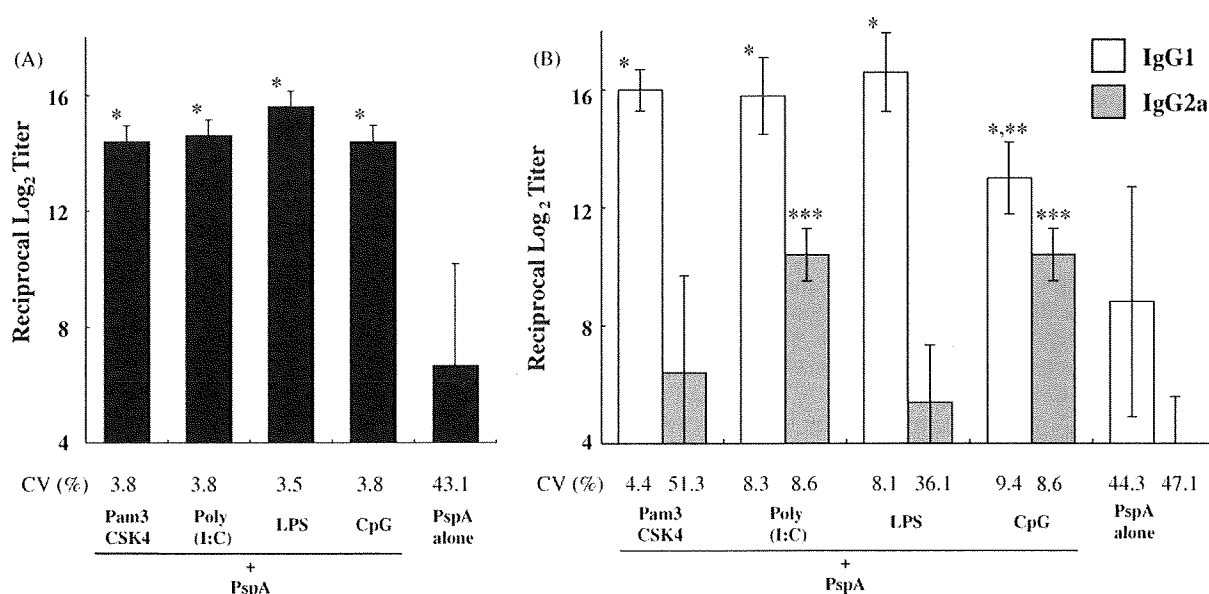 (A)
Reciprocal Log2 Titer
16
12
8
4
*
*
*
*
CV (%) 3.8 3.8 3.5 3.8 43.1
Pam3 CSK4
Poly (I:C)
LPS
CpG
PspA alone
+
PspA
(B)
Reciprocal Log2 Titer
16
12
8
4
*
*
*
*,**
***
***
IgG1
IgG2a
4.4 51.3 8.3 8.6 8.1 36.1 9.4 8.6 44.3 47.1
Pam3 CSK4
Poly (I:C)
LPS
CpG
PspA alone
+
PspA